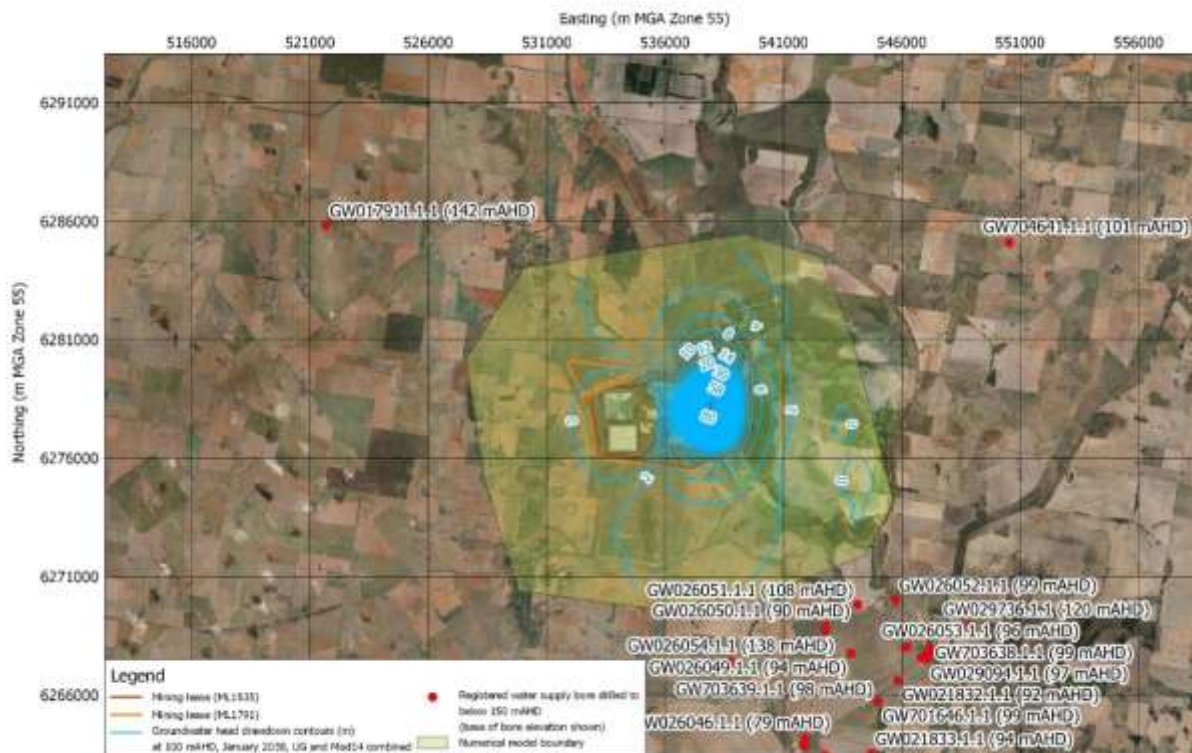 Easting (m MGA Zone 55)
516000 521000 526000 531000 536000 541000 546000 551000 556000
Northing (m MGA Zone 55)
6291000
6286000
6281000
6276000
6271000
6266000
GW017911.1.1 (142 mAHD)
GW704641.1.1 (101 mAHD)
GW026051.1.1 (108 mAHD)
GW026052.1.1 (99 mAHD)
GW026050.1.1 (90 mAHD)
GW029736.1.1 (120 mAHD)
GW026053.1.1 (96 mAHD)
GW026054.1.1 (138 mAHD)
GW703638.1.1 (99 mAHD)
GW026049.1.1 (94 mAHD)
GW029094.1.1 (97 mAHD)
GW703639.1.1 (98 mAHD)
GW021832.1.1 (92 mAHD)
GW701646.1.1 (99 mAHD)
W026046.1.1 (79 mAHD)
GW021833.1.1 (94 mAHD)
Legend
Mining lease (ML1535)
Mining lease (ML1791)
Groundwater head drawdown contours (m)
at 100 mAHD, January 2038, UG and Mod14 combined
Registered water supply bore drilled to
below 150 mAHD
(base of bore elevation shown)
Numerical model boundary